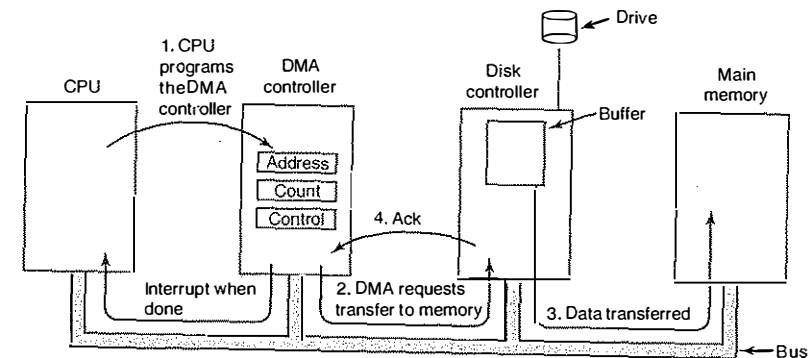 Drive
1. CPU
programs
theDMA
controller
CPU
DMA
controller
Disk
controller
Main
memory
Buffer
Address
Count
Control
4. Ack
Interrupt when
done
2. DMA requests
transfer to memory
3. Data transferred
Bus